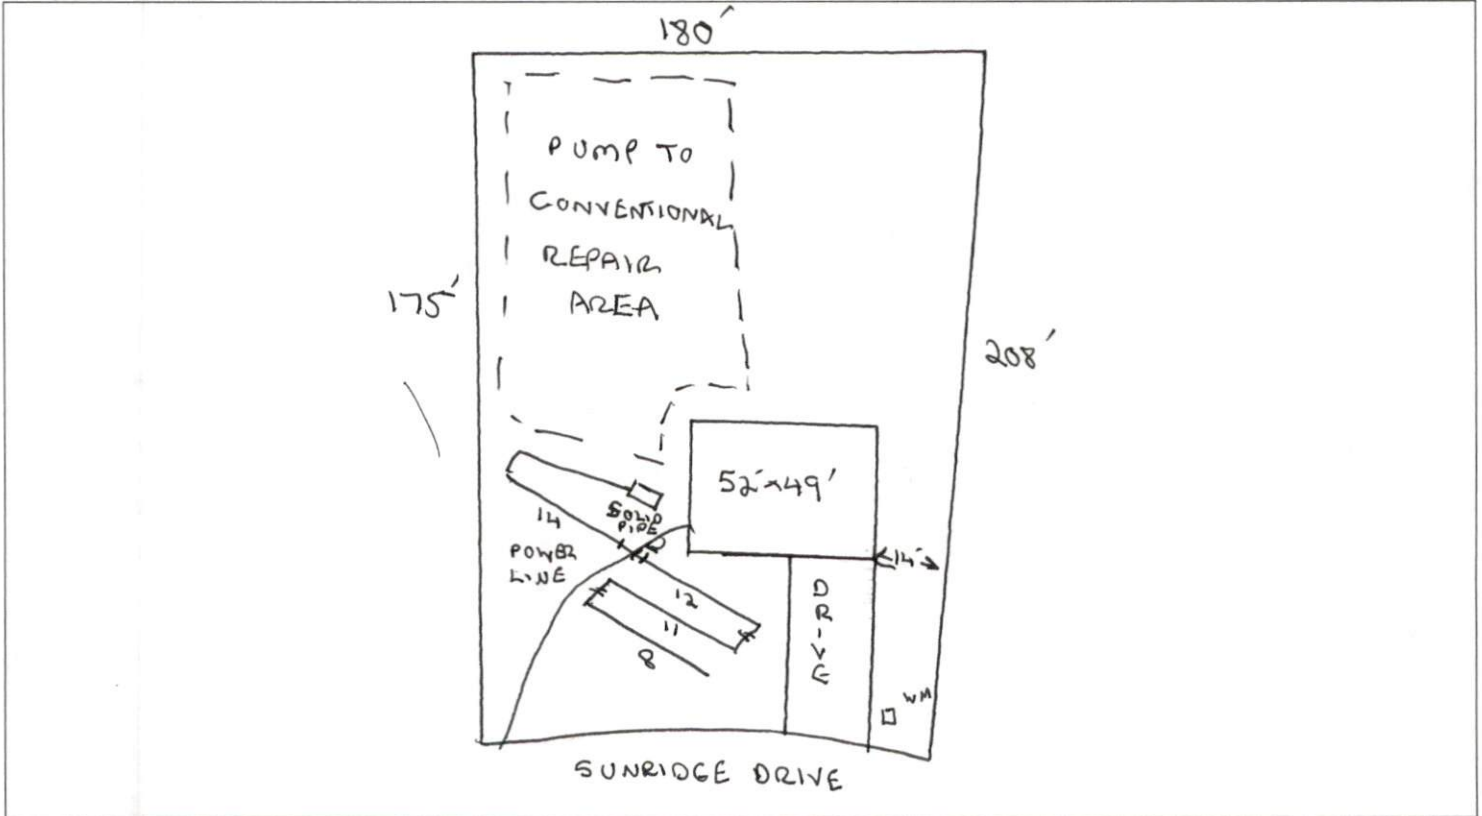 180'
PUMP TO
CONVENTIONAL
REPAIR
AREA
175'
208'
52'x49'
14
SOLID
PIPE
POWER
LINE
14'
12
11
8
DRIVE
WM
SUNRIDGE DRIVE